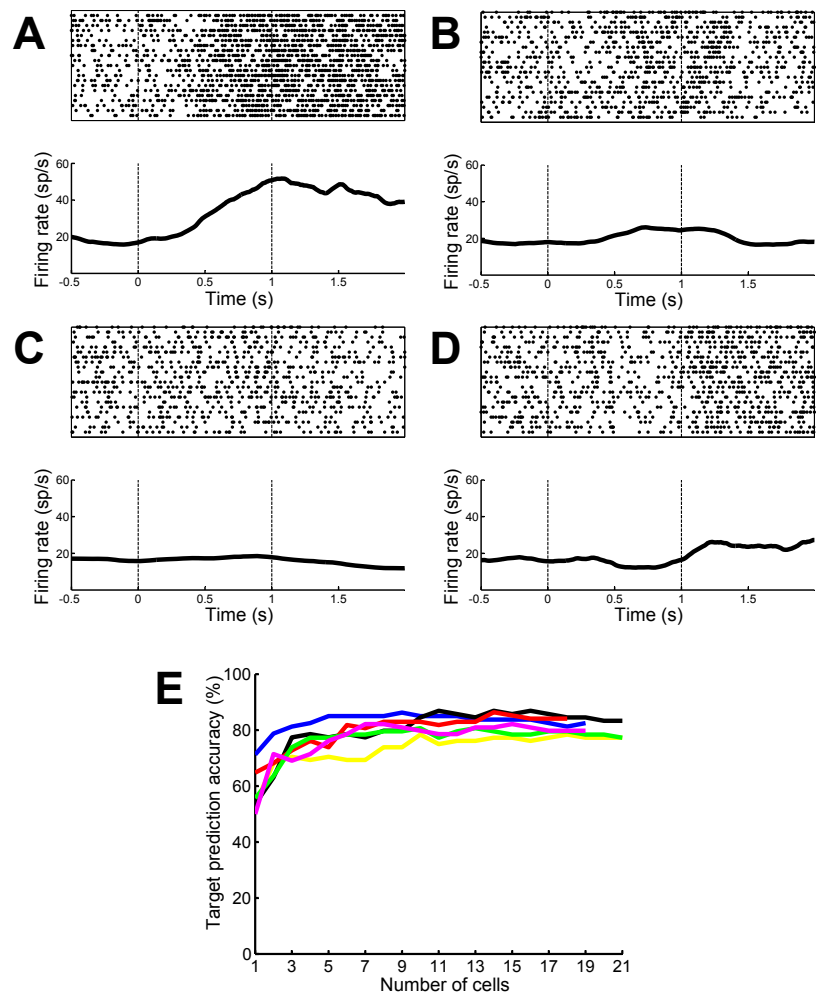 A
B
Firing rate (sp/s)
60
40
20
-0.5 0 0.5 1 1.5
Time (s)
Firing rate (sp/s)
60
40
20
-0.5 0 0.5 1 1.5
Time (s)
C
D
Firing rate (sp/s)
60
40
20
-0.5 0 0.5 1 1.5
Time (s)
Firing rate (sp/s)
60
40
20
-0.5 0 0.5 1 1.5
Time (s)
E
Target prediction accuracy (%)
100
80
60
40
20
0
1 3 5 7 9 11 13 15 17 19 21
Number of cells